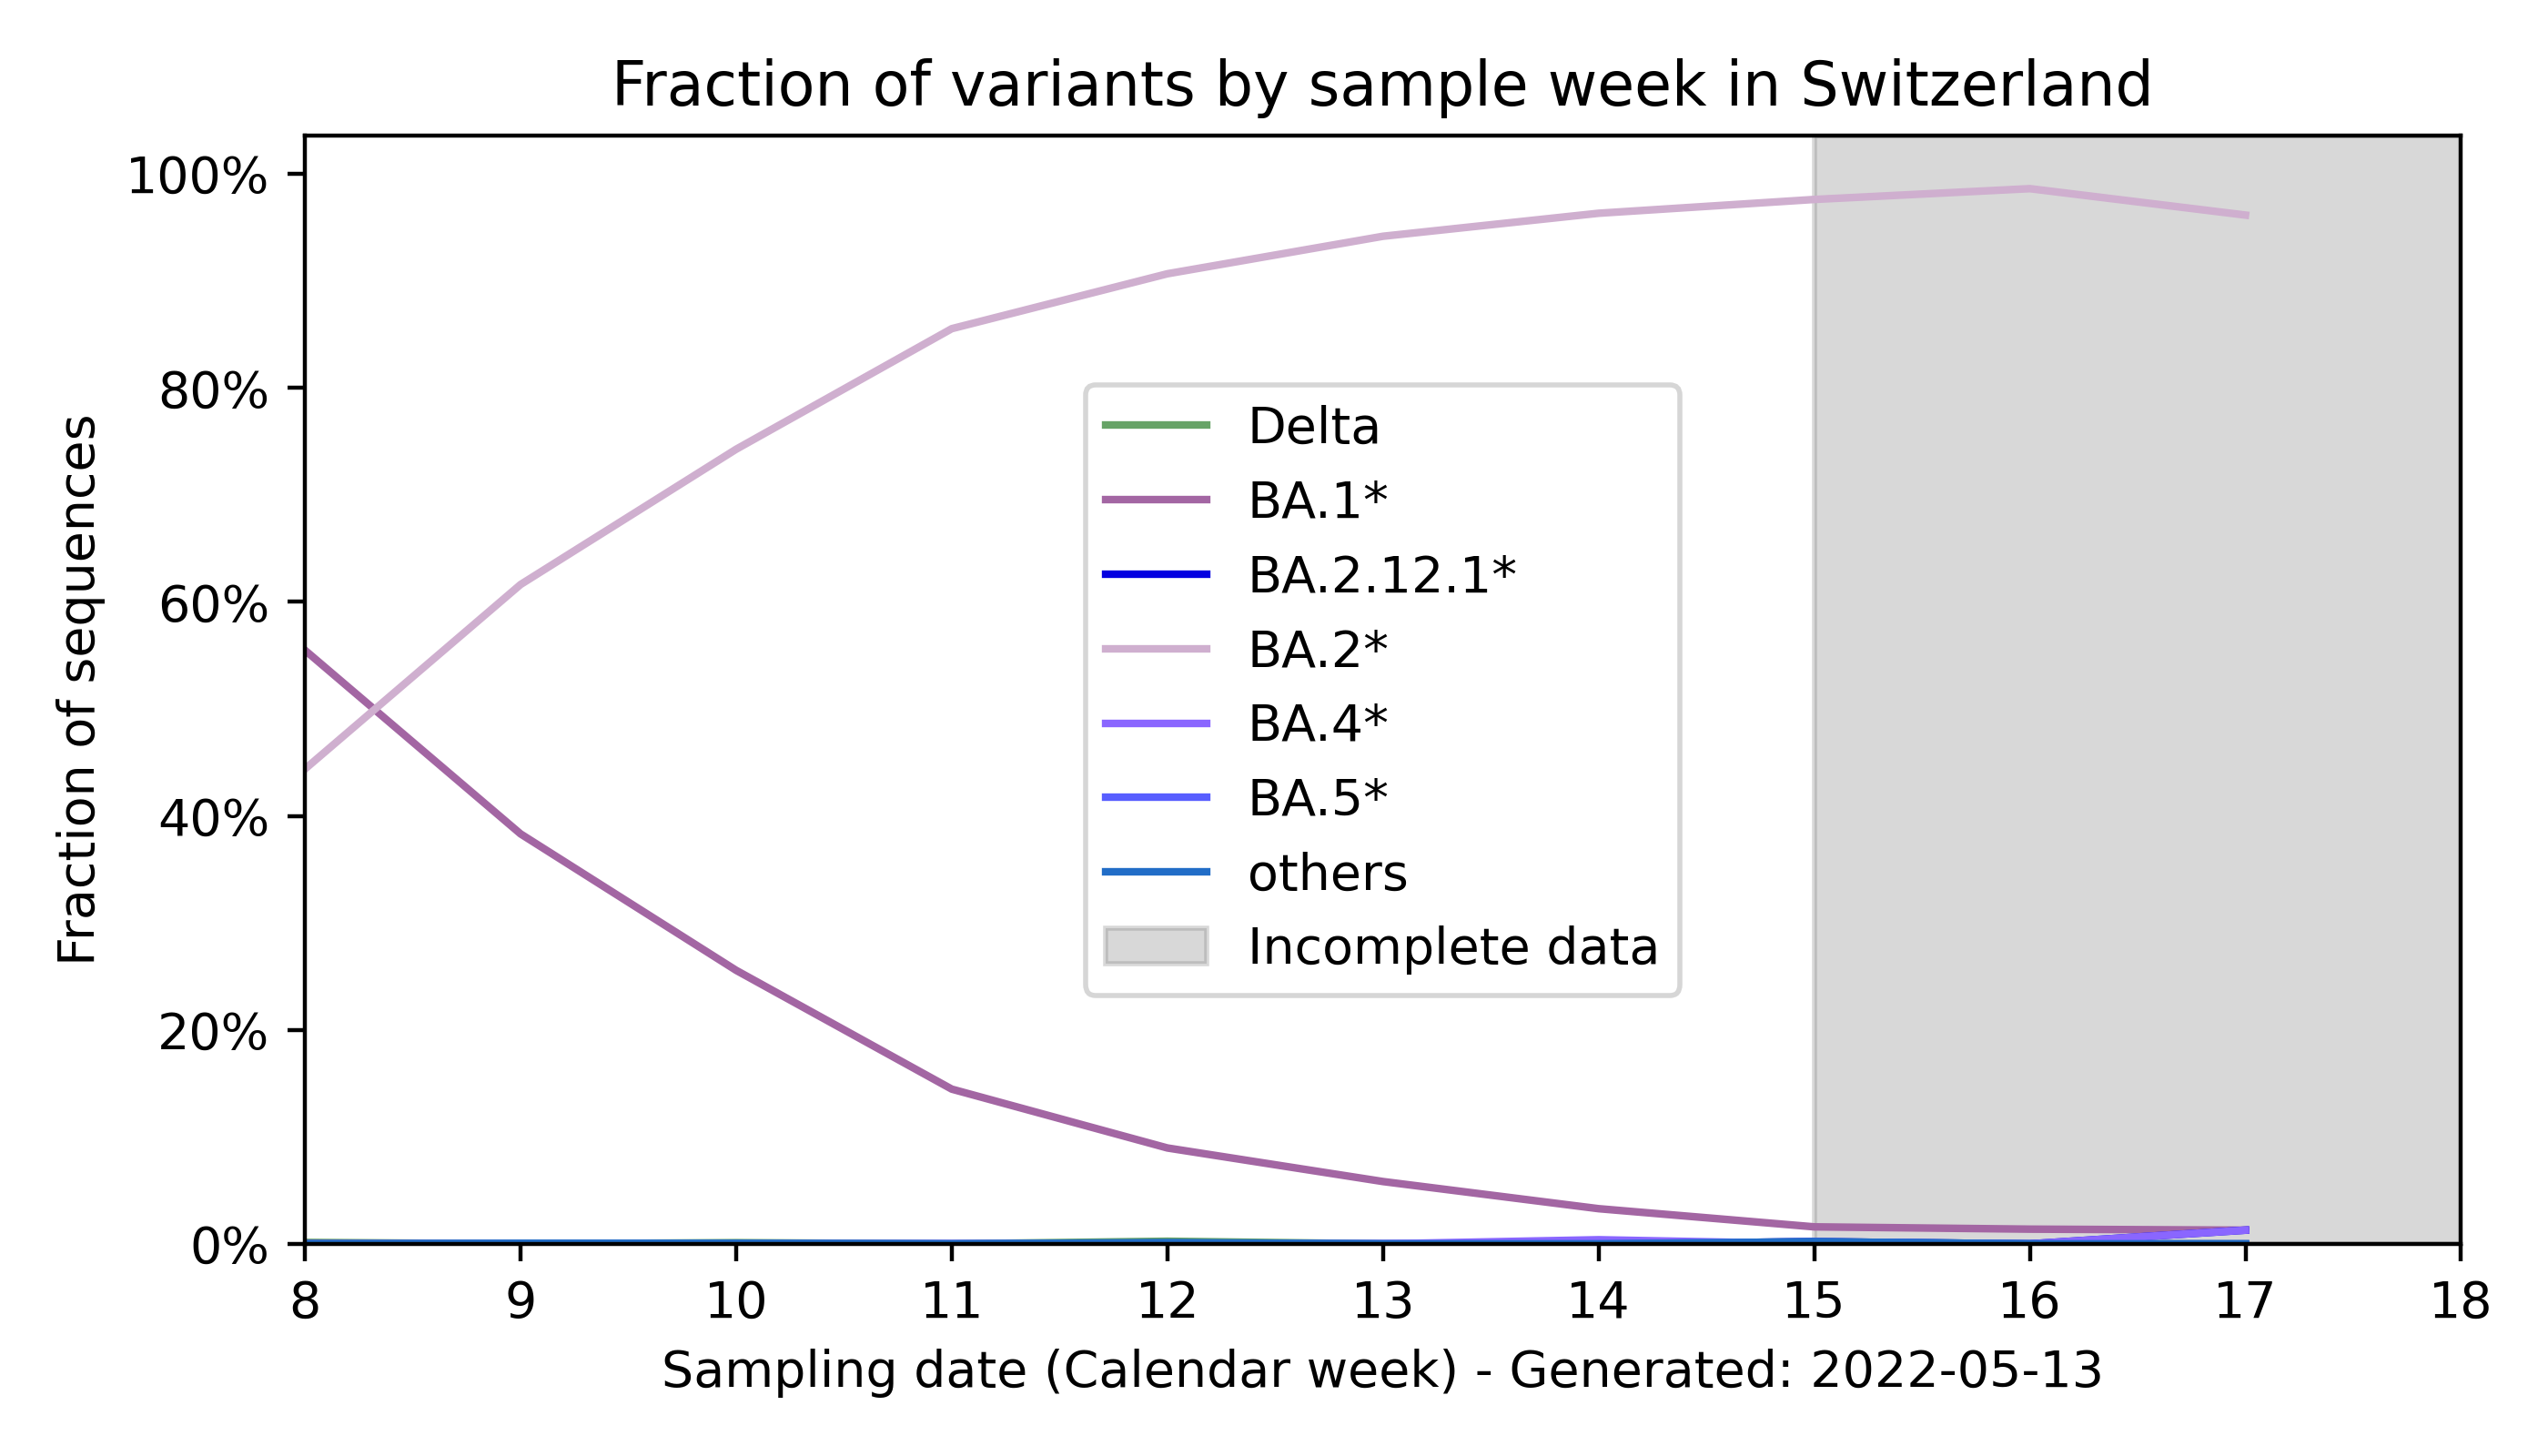 Fraction of variants by sample week in Switzerland
Fraction of sequences
100%
80%
60%
40%
20%
0%
Delta
BA.1*
BA.2.12.1*
BA.2*
BA.4*
BA.5*
others
Incomplete data
8 9 10 11 12 13 14 15 16 17 18
Sampling date (Calendar week) - Generated: 2022-05-13